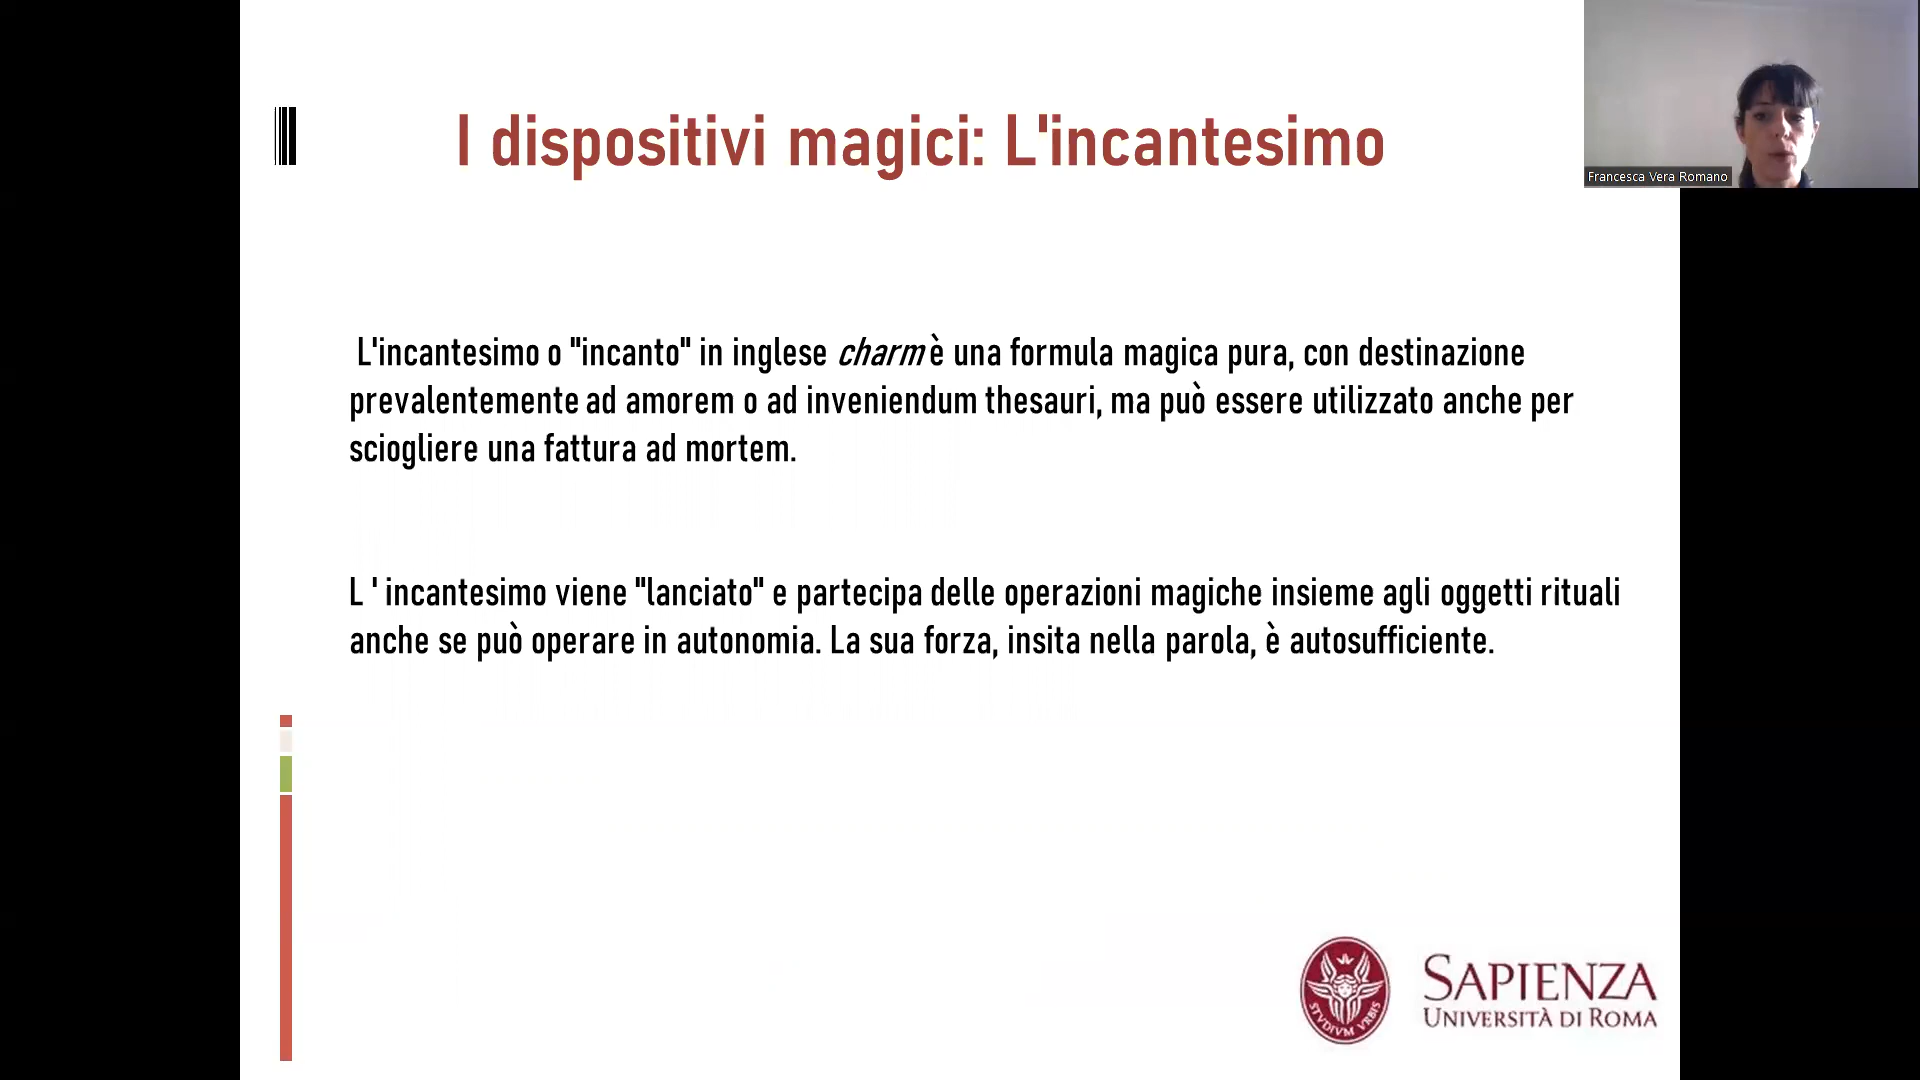 I dispositivi magici: L'incantesimo
Francesca Vera Romano
L'incantesimo o "incanto" in inglese charm è una formula magica pura, con destinazione
prevalentemente ad amorem o ad inveniendum thesauri, ma può essere utilizzato anche per
sciogliere una fattura ad mortem.
L ' incantesimo viene "lanciato" e partecipa delle operazioni magiche insieme agli oggetti rituali
anche se può operare in autonomia. La sua forza, insita nella parola, è autosufficiente.
STVDIVM VRBIS
SAPIENZA
UNIVERSITÀ DI ROMA